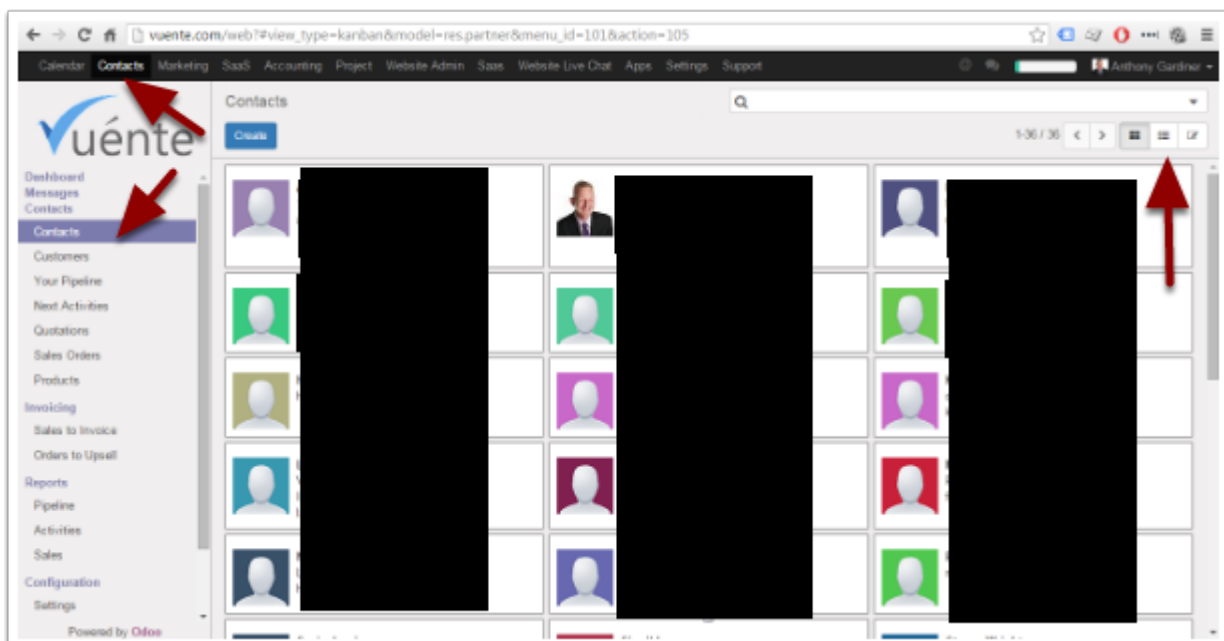 vuente.com/web?#view_type=kanban&model=res.partner&menu_id=101&action=105
Calendar Contacts Marketing SaaS Accounting Project Website Admin Saas Website Live Chat Apps Settings Support Anthony Gardiner
Vuénte
Contacts
Create
1-36 / 36
Dashboard
Messages
Contacts
Contacts
Customers
Your Pipeline
Next Activities
Quotations
Sales Orders
Products
Invoicing
Sales to Invoice
Orders to Upsell
Reports
Pipeline
Activities
Sales
Configuration
Settings
Powered by Odoo